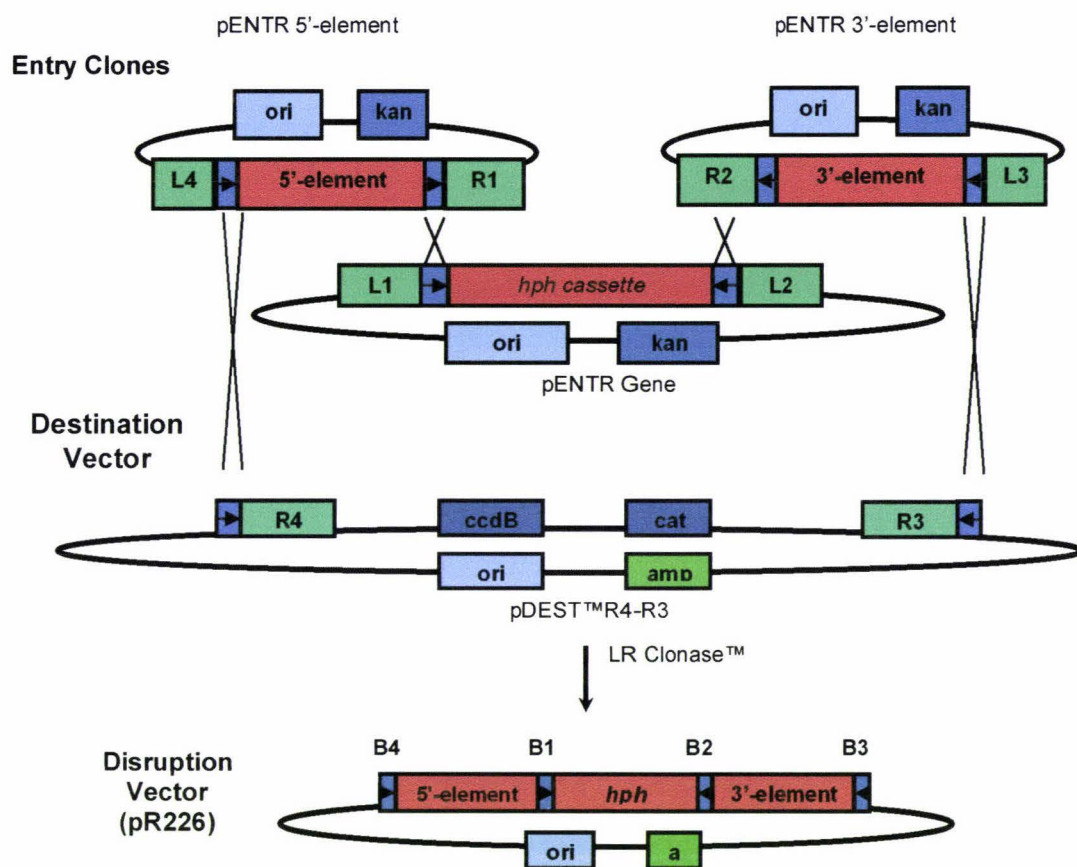 pENTR 5'-element
pENTR 3'-element
Entry Clones
ori
kan
ori
kan
L4
5'-element
R1
R2
3'-element
L3
L1
hph cassette
L2
ori
kan
pENTR Gene
Destination
Vector
R4
ccdB
cat
R3
ori
amp
pDEST™R4-R3
LR Clonase™
B4
B1
B2
B3
Disruption
Vector
(pR226)
5'-element
hph
3'-element
ori
a